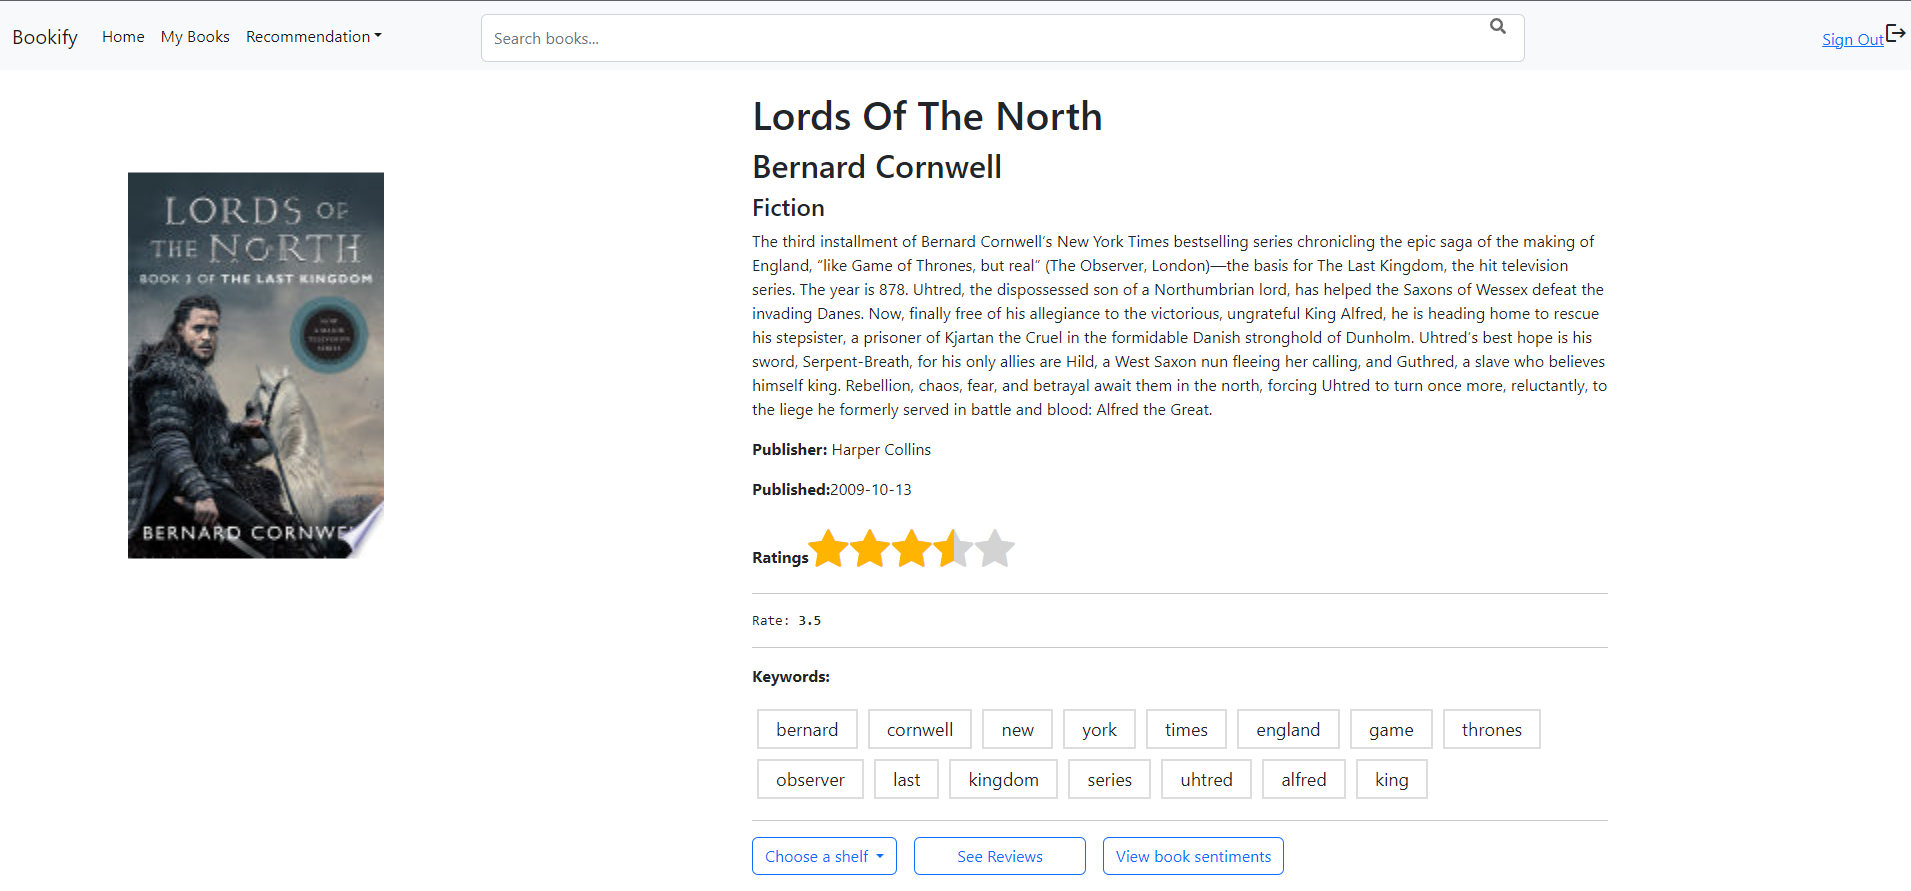 Bookify Home My Books Recommendation Search books... Sign Out
Lords Of The North
Bernard Cornwell
Fiction
The third installment of Bernard Cornwell’s New York Times bestselling series chronicling the epic saga of the making of
England, “like Game of Thrones, but real” (The Observer, London)—the basis for The Last Kingdom, the hit television
series. The year is 878. Uhtred, the dispossessed son of a Northumbrian lord, has helped the Saxons of Wessex defeat the
invading Danes. Now, finally free of his allegiance to the victorious, ungrateful King Alfred, he is heading home to rescue
his stepsister, a prisoner of Kjartan the Cruel in the formidable Danish stronghold of Dunholm. Uhtred’s best hope is his
sword, Serpent-Breath, for his only allies are Hild, a West Saxon nun fleeing her calling, and Guthred, a slave who believes
himself king. Rebellion, chaos, fear, and betrayal await them in the north, forcing Uhtred to turn once more, reluctantly, to
the liege he formerly served in battle and blood: Alfred the Great.
LORDS OF
THE NORTH
BOOK 3 OF THE LAST KINGDOM
NOW
A MAJOR
TELEVISION
SERIES
BERNARD CORNWE
Publisher: Harper Collins
Published:2009-10-13
Ratings
Rate: 3.5
Keywords:
bernard cornwell new york times england game thrones
observer last kingdom series uhtred alfred king
Choose a shelf See Reviews View book sentiments